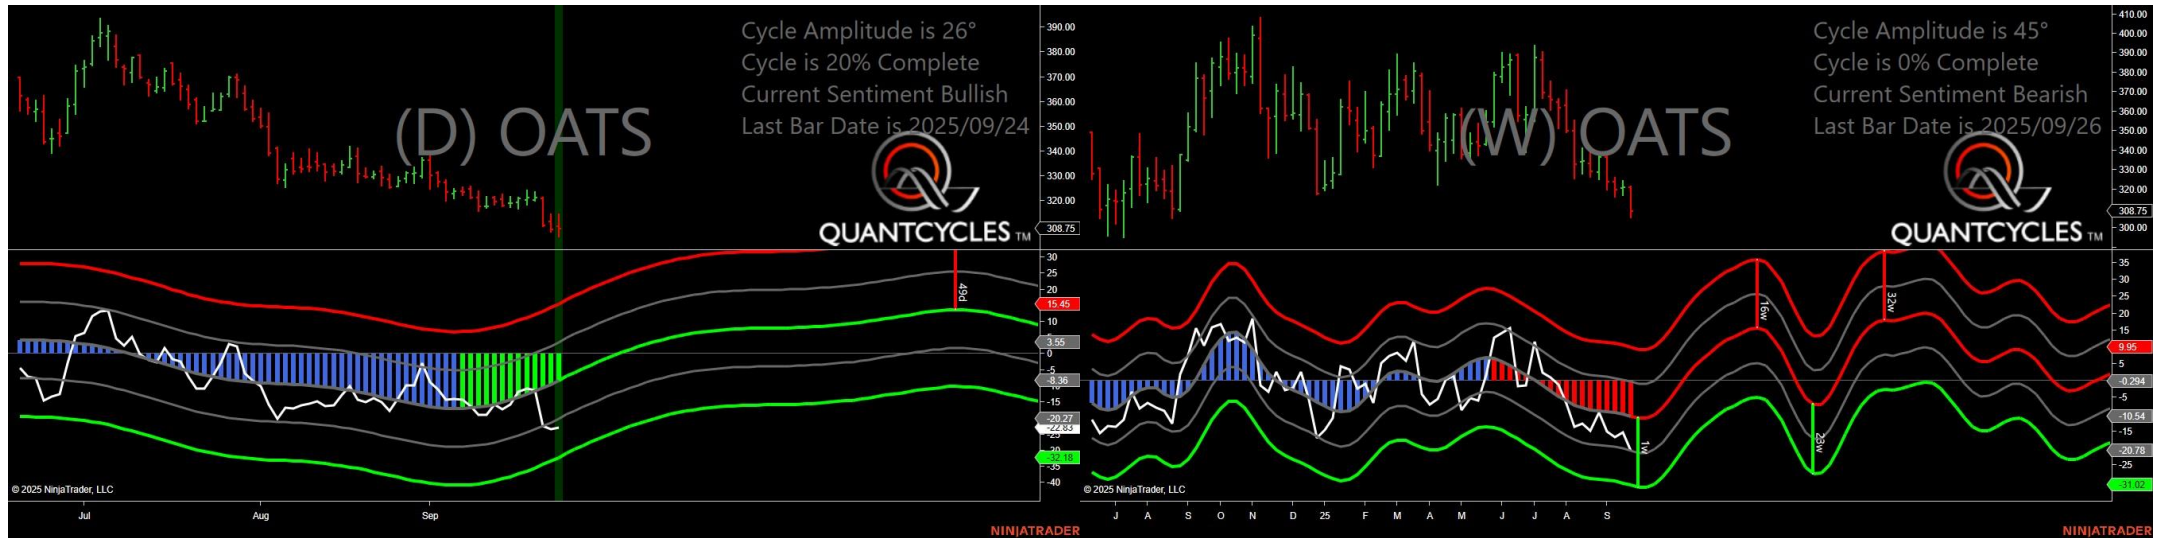 Cycle Amplitude is 26°
Cycle is 20% Complete
Current Sentiment Bullish
Last Bar Date is 2025/09/24
(D) OATS
QUANTCYCLES TM
390.00
380.00
370.00
360.00
350.00
340.00
330.00
320.00
308.75
30
20
15.45
10
3.55
0
-5
-8.36
-15
-20.27
-22.83
-25
-32.18
-35
-40
49d
© 2025 NinjaTrader, LLC
Jul Aug Sep
NINJATRADER
Cycle Amplitude is 45°
Cycle is 0% Complete
Current Sentiment Bearish
Last Bar Date is 2025/09/26
(W) OATS
QUANTCYCLES TM
410.00
400.00
390.00
380.00
370.00
360.00
350.00
340.00
330.00
320.00
308.75
300.00
35
30
25
20
15
9.95
-0.294
-5
-10.54
-15
-20.78
-25
-31.02
1w
16w
23w
32w
© 2025 NinjaTrader, LLC
J A S O N D 25 F M A M J J A S
NINJATRADER